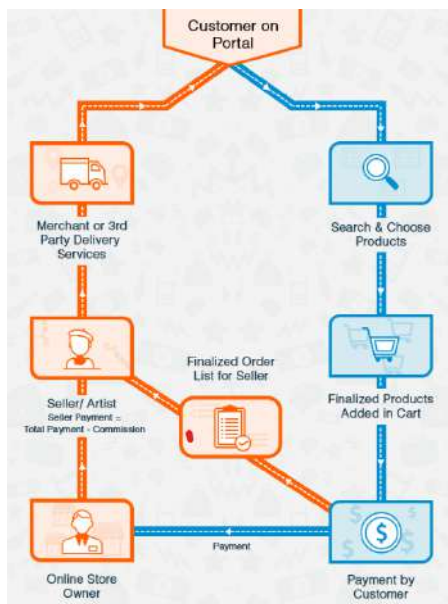 Customer on
Portal
Merchant or 3rd
Party Delivery
Services
Search & Choose
Products
Finalized Order
List for Seller
Seller/ Artist
Seller Payment =
Total Payment - Commission
Finalized Products
Added in Cart
Payment
Online Store
Owner
Payment by
Customer